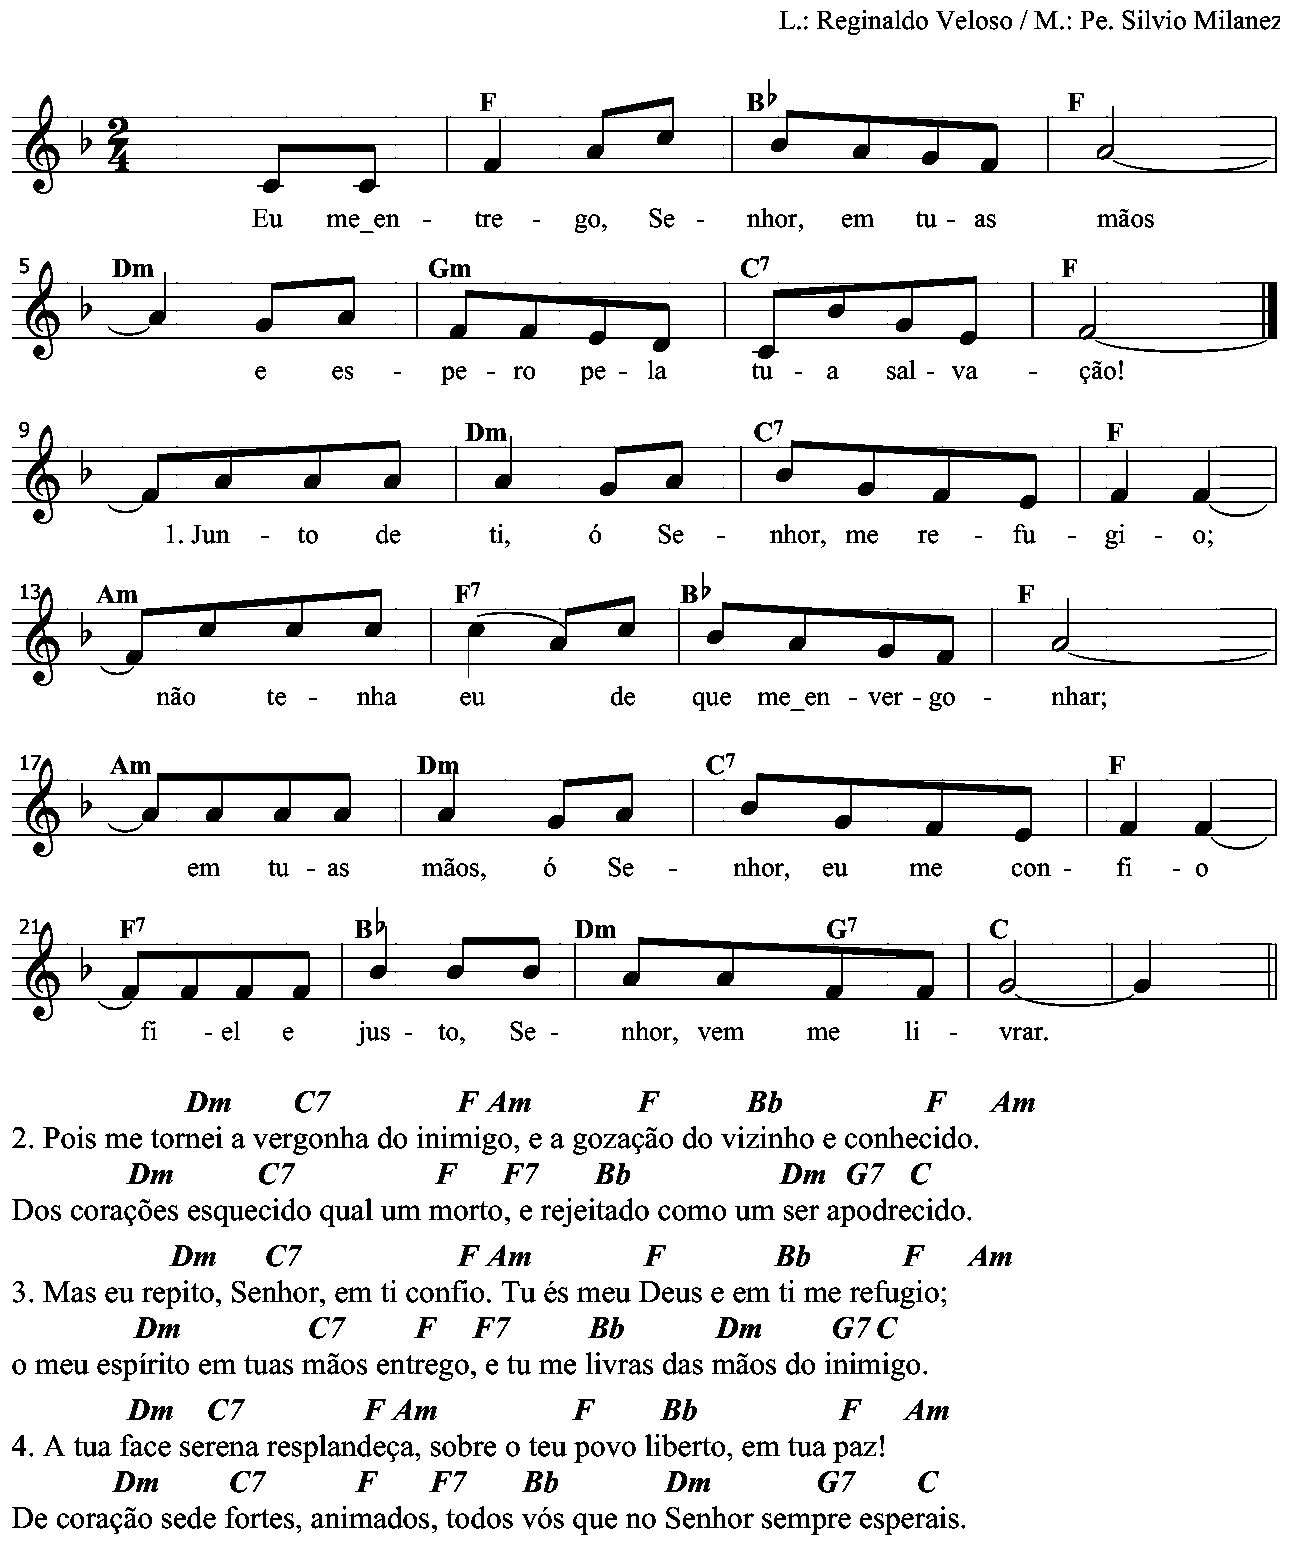 L.: Reginaldo Veloso / M.: Pe. Silvio Milanez
F B♭ F
2/4
Eu me_en - tre - go, Se - nhor, em tu - as mãos
5 Dm Gm C7 F
e es - pe - ro pe - la tu - a sal - va - ção!
9 Dm C7 F
1. Jun - to de ti, ó Se - nhor, me re - fu - gi - o;
13 Am F7 B♭ F
não te - nha eu de que me_en - ver - go - nhar;
17 Am Dm C7 F
em tu - as mãos, ó Se - nhor, eu me con - fi - o
21 F7 B♭ Dm G7 C
fi - el e jus - to, Se - nhor, vem me li - vrar.
Dm C7 F Am F Bb F Am
2. Pois me tornei a vergonha do inimigo, e a gozação do vizinho e conhecido.
Dm C7 F F7 Bb Dm G7 C
Dos corações esquecido qual um morto, e rejeitado como um ser apodrecido.
Dm C7 F Am F Bb F Am
3. Mas eu repito, Senhor, em ti confio. Tu és meu Deus e em ti me refugio;
Dm C7 F F7 Bb Dm G7 C
o meu espírito em tuas mãos entrego, e tu me livras das mãos do inimigo.
Dm C7 F Am F Bb F Am
4. A tua face serena resplandeça, sobre o teu povo liberto, em tua paz!
Dm C7 F F7 Bb Dm G7 C
De coração sede fortes, animados, todos vós que no Senhor sempre esperais.